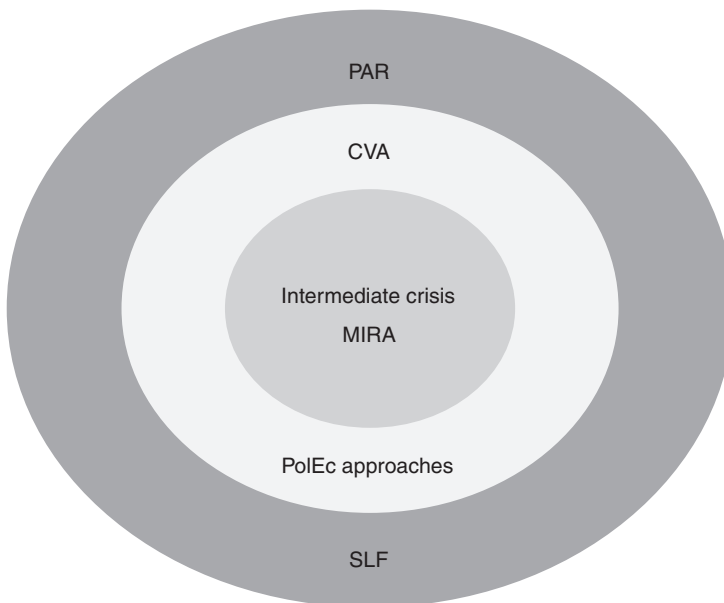 PAR
CVA
Intermediate crisis
MIRA
PolEc approaches
SLF